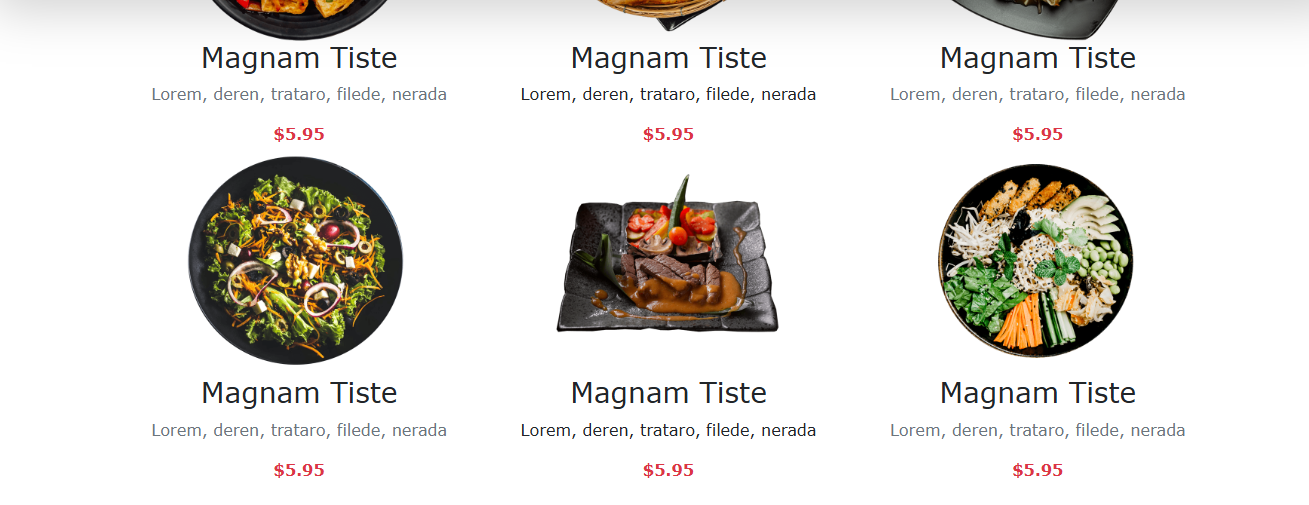 Magnam Tiste Magnam Tiste Magnam Tiste
Lorem, deren, trataro, filede, nerada Lorem, deren, trataro, filede, nerada Lorem, deren, trataro, filede, nerada
$5.95 $5.95 $5.95
Magnam Tiste Magnam Tiste Magnam Tiste
Lorem, deren, trataro, filede, nerada Lorem, deren, trataro, filede, nerada Lorem, deren, trataro, filede, nerada
$5.95 $5.95 $5.95